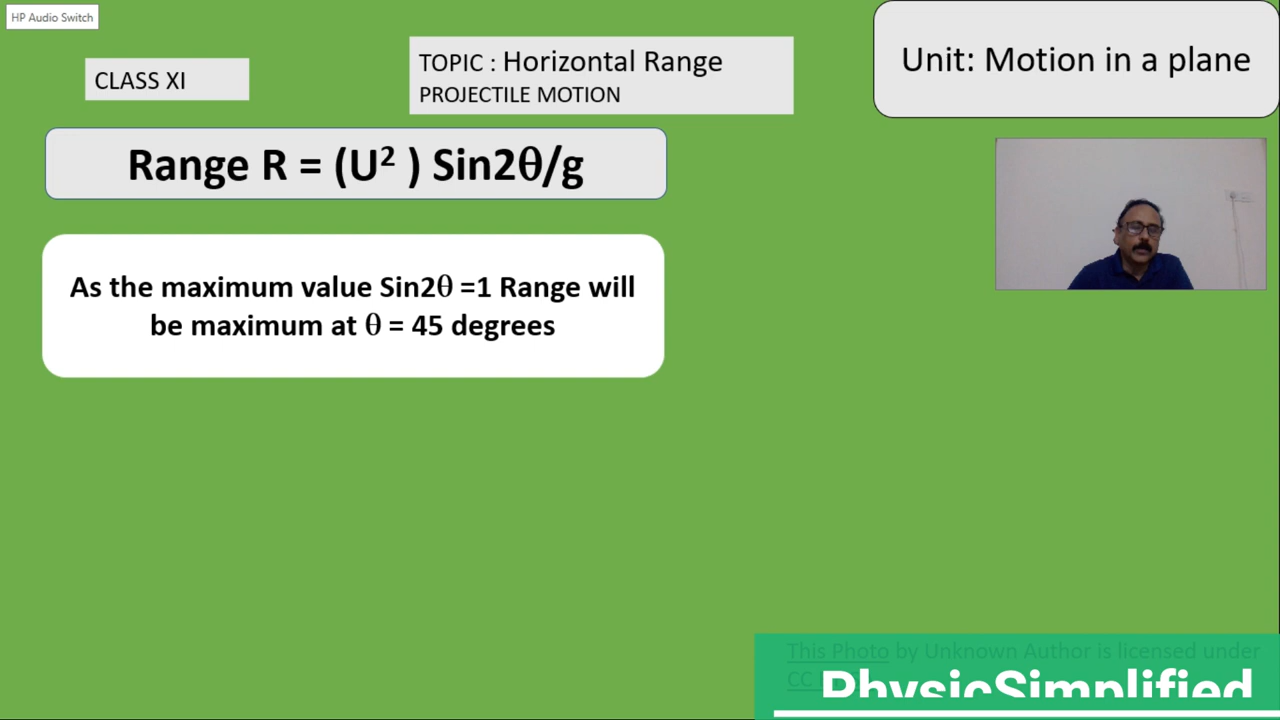 HP Audio Switch
CLASS XI
TOPIC : Horizontal Range
PROJECTILE MOTION
Unit: Motion in a plane
Range R = (U² ) Sin2θ/g
As the maximum value Sin2θ =1 Range will
be maximum at θ = 45 degrees
This Photo by Unknown Author is licensed under
CC
PhysicSimplified